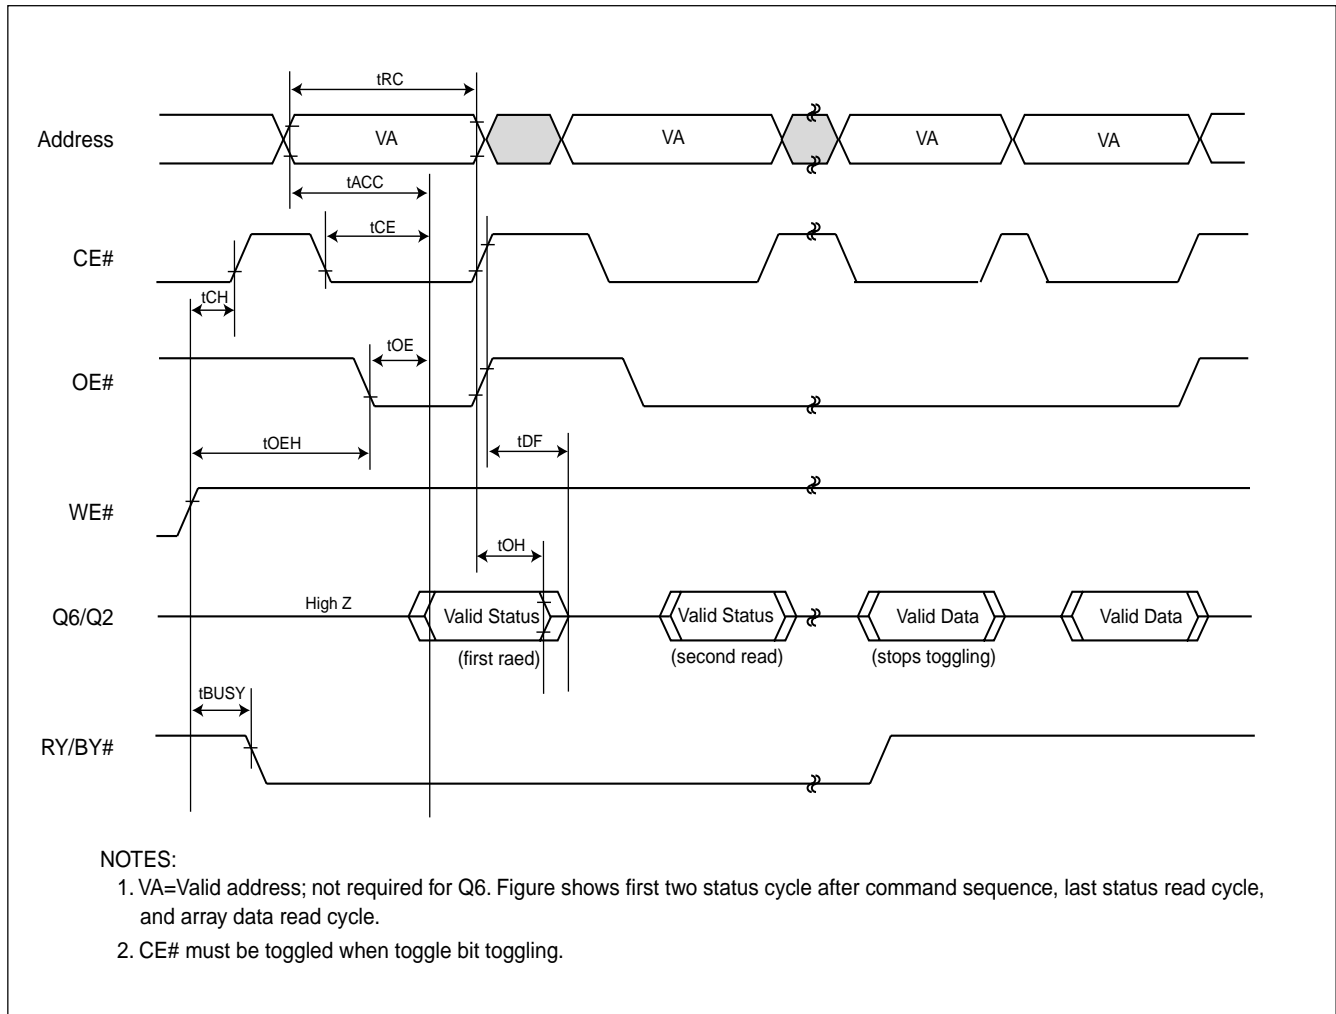 tRC
Address
VA
VA
VA
VA
tACC
tCE
CE#
tCH
tOE
OE#
tOEH
tDF
WE#
tOH
Q6/Q2
High Z
Valid Status
Valid Status
Valid Data
Valid Data
(first raed)
(second read)
(stops toggling)
tBUSY
RY/BY#
NOTES:
1. VA=Valid address; not required for Q6. Figure shows first two status cycle after command sequence, last status read cycle,
and array data read cycle.
2. CE# must be toggled when toggle bit toggling.